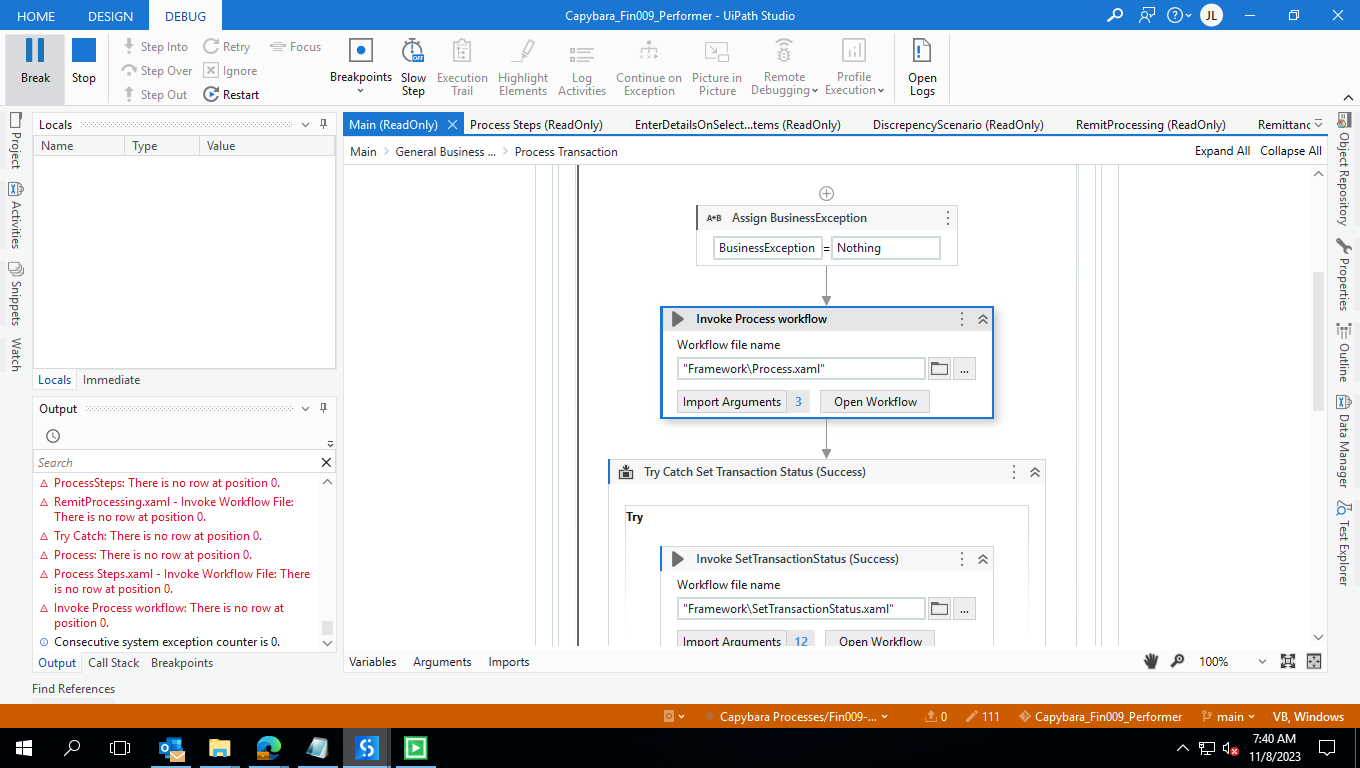 HOME DESIGN DEBUG Capybara_Fin009_Performer - UiPath Studio JL
Break
Stop
Step Into
Step Over
Step Out
Retry
Ignore
Restart
Focus
Breakpoints
Slow
Step
Execution
Trail
Highlight
Elements
Log
Activities
Continue on
Exception
Picture in
Picture
Remote
Debugging
Profile
Execution
Open
Logs
Project
Activities
Snippets
Watch
Locals
Name Type Value
Locals Immediate
Output
Search
ProcessSteps: There is no row at position 0.
RemitProcessing.xaml - Invoke Workflow File:
There is no row at position 0.
Try Catch: There is no row at position 0.
Process: There is no row at position 0.
Process Steps.xaml - Invoke Workflow File: There
is no row at position 0.
Invoke Process workflow: There is no row at
position 0.
Consecutive system exception counter is 0.
Output Call Stack Breakpoints
Find References
Main (ReadOnly) Process Steps (ReadOnly) EnterDetailsOnSelect...tems (ReadOnly) DiscrepencyScenario (ReadOnly) RemitProcessing (ReadOnly) Remittanc
Main General Business ... Process Transaction Expand All Collapse All
A*B Assign BusinessException
BusinessException = Nothing
Invoke Process workflow
Workflow file name
"Framework\Process.xaml" ...
Import Arguments 3 Open Workflow
Try Catch Set Transaction Status (Success)
Try
Invoke SetTransactionStatus (Success)
Workflow file name
"Framework\SetTransactionStatus.xaml" ...
Import Arguments 12 Open Workflow
Variables Arguments Imports 100%
Object Repository
Properties
Outline
Data Manager
Test Explorer
Capybara Processes/Fin009-... 0 111 Capybara_Fin009_Performer main VB, Windows
7:40 AM
11/8/2023